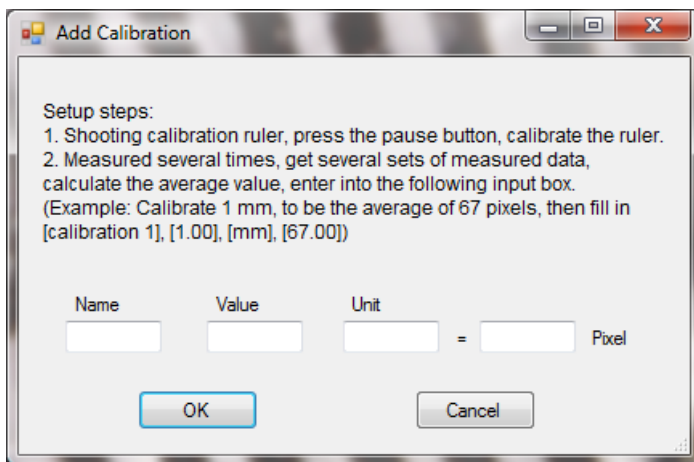 Add Calibration
Setup steps:
1. Shooting calibration ruler, press the pause button, calibrate the ruler.
2. Measured several times, get several sets of measured data,
calculate the average value, enter into the following input box.
(Example: Calibrate 1 mm, to be the average of 67 pixels, then fill in
[calibration 1], [1.00], [mm], [67.00])
Name Value Unit
= Pixel
OK Cancel